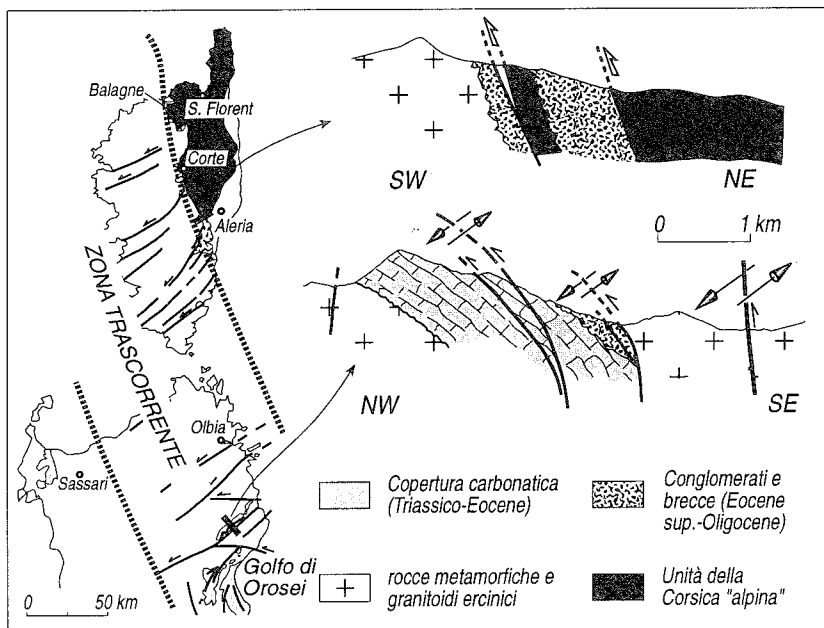 Balagne
S. Florent
Corte
Aleria
ZONA TRASCORRENTE
Olbia
Sassari
Golfo di
Orosei
0 50 km
SW
NE
0 1 km
NW
SE
Copertura carbonatica
(Triassico-Eocene)
Conglomerati e
brecce (Eocene
sup.-Oligocene)
rocce metamorfiche e
granitoidi ercinici
Unità della
Corsica "alpina"